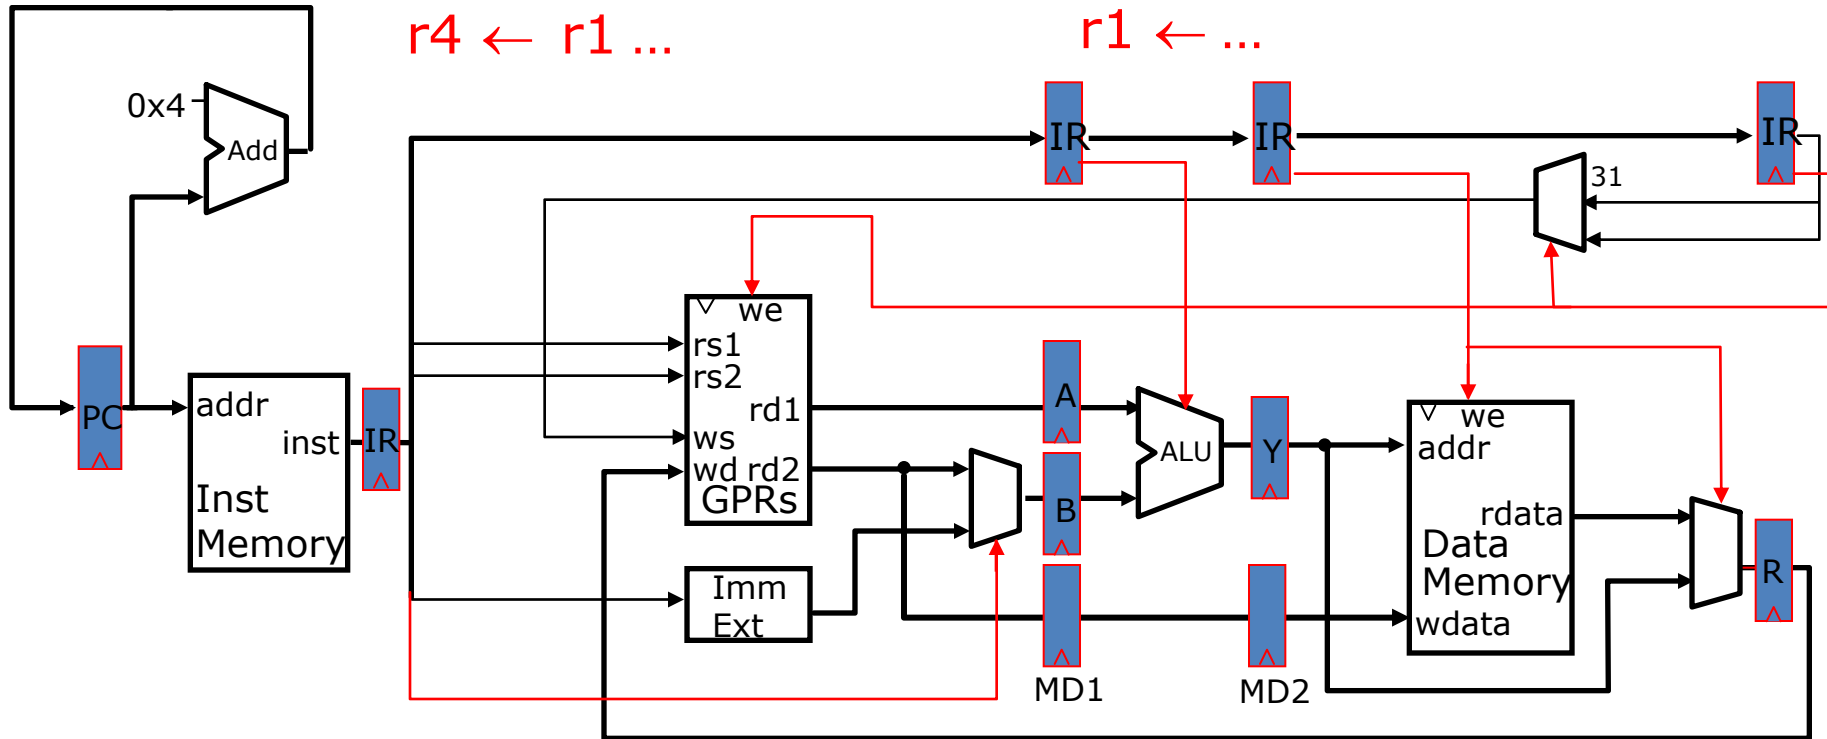 r4 ← r1 ...
r1 ← ...
0x4
Add
IR
IR
IR
31
we
rs1
rs2
rd1
ws
wd rd2
GPRs
PC
addr
inst
Inst
Memory
IR
A
B
ALU
Y
we
addr
rdata
Data
Memory
wdata
R
Imm
Ext
MD1
MD2